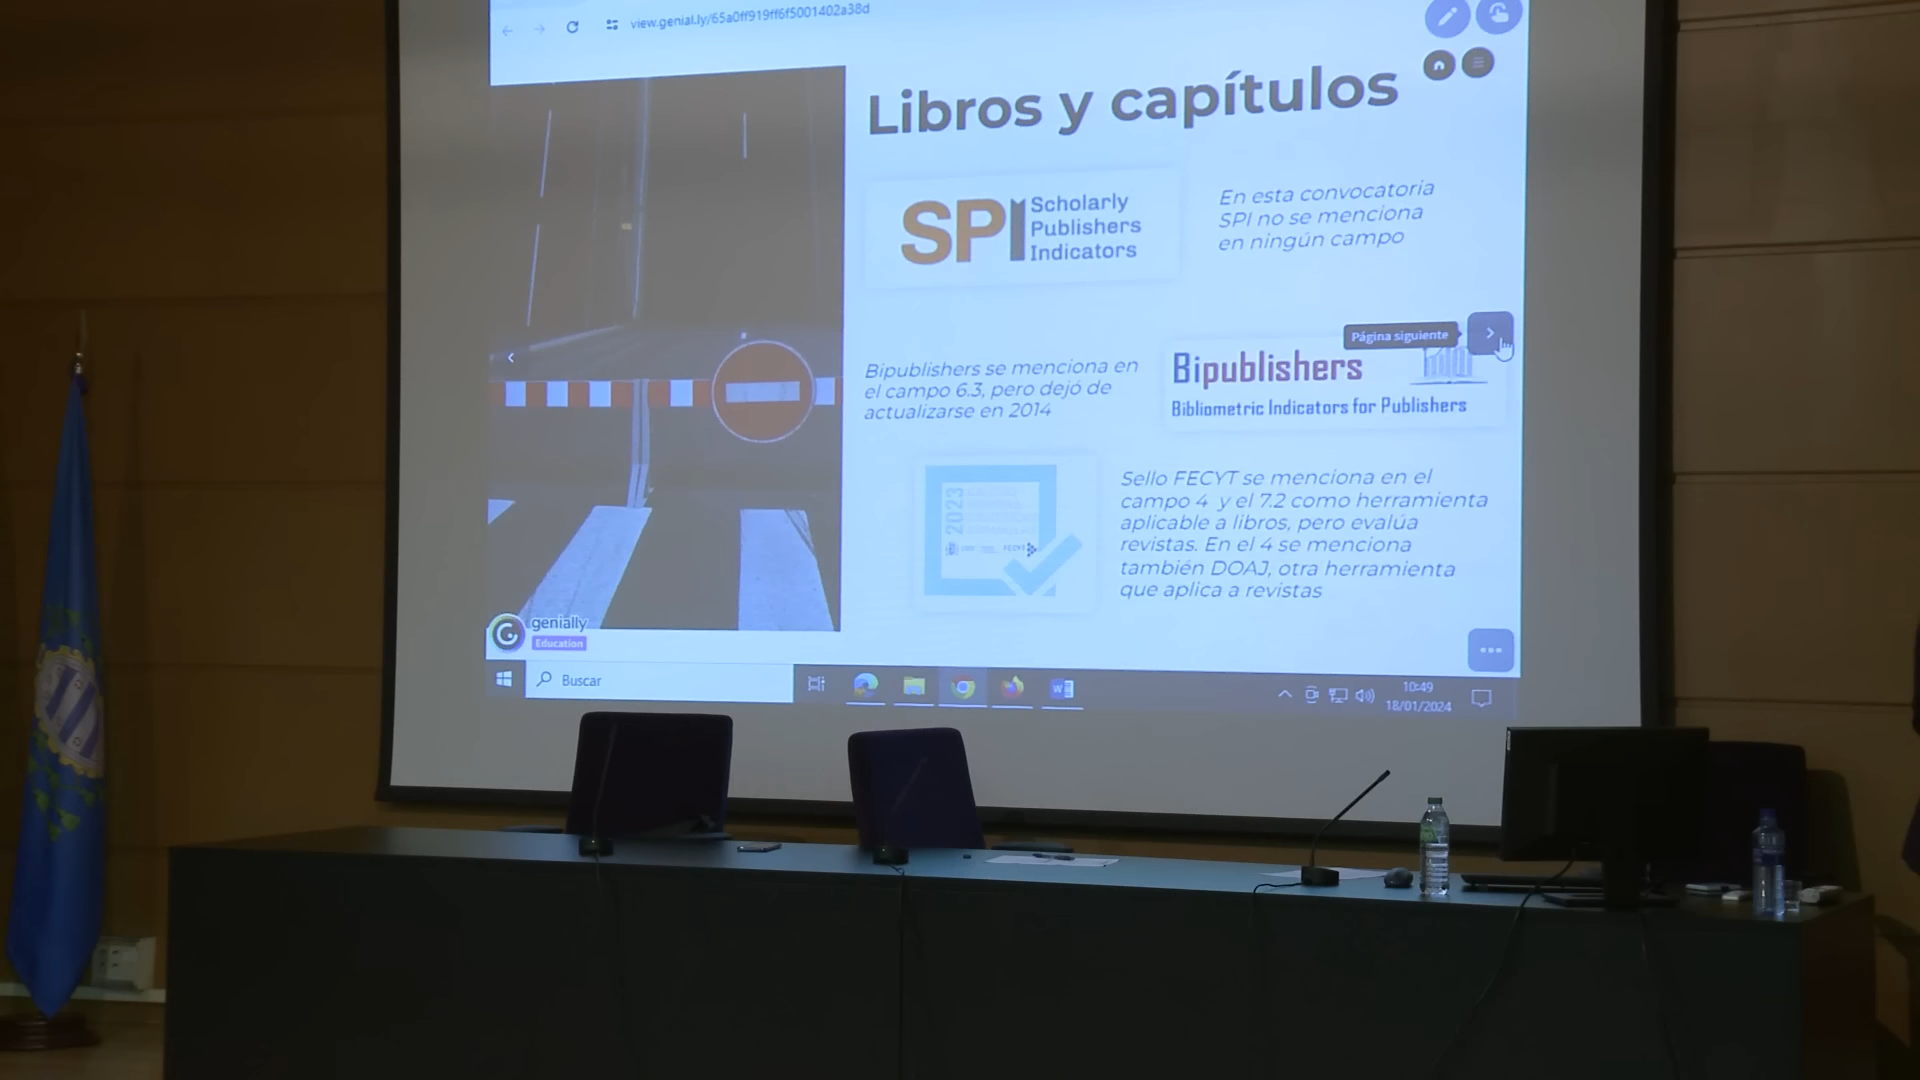 view.genial.ly/65a0ff919ff6f5001402a38d
Libros y capítulos
SPI
Scholarly
Publishers
Indicators
En esta convocatoria
SPI no se menciona
en ningún campo
Página siguiente
Bipublishers se menciona en
el campo 6.3, pero dejó de
actualizarse en 2014
Bipublishers
Bibliometric Indicators for Publishers
2023
FECYT
Sello FECYT se menciona en el
campo 4 y el 7.2 como herramienta
aplicable a libros, pero evalúa
revistas. En el 4 se menciona
también DOAJ, otra herramienta
que aplica a revistas
genially
Education
Buscar
10:49
18/01/2024